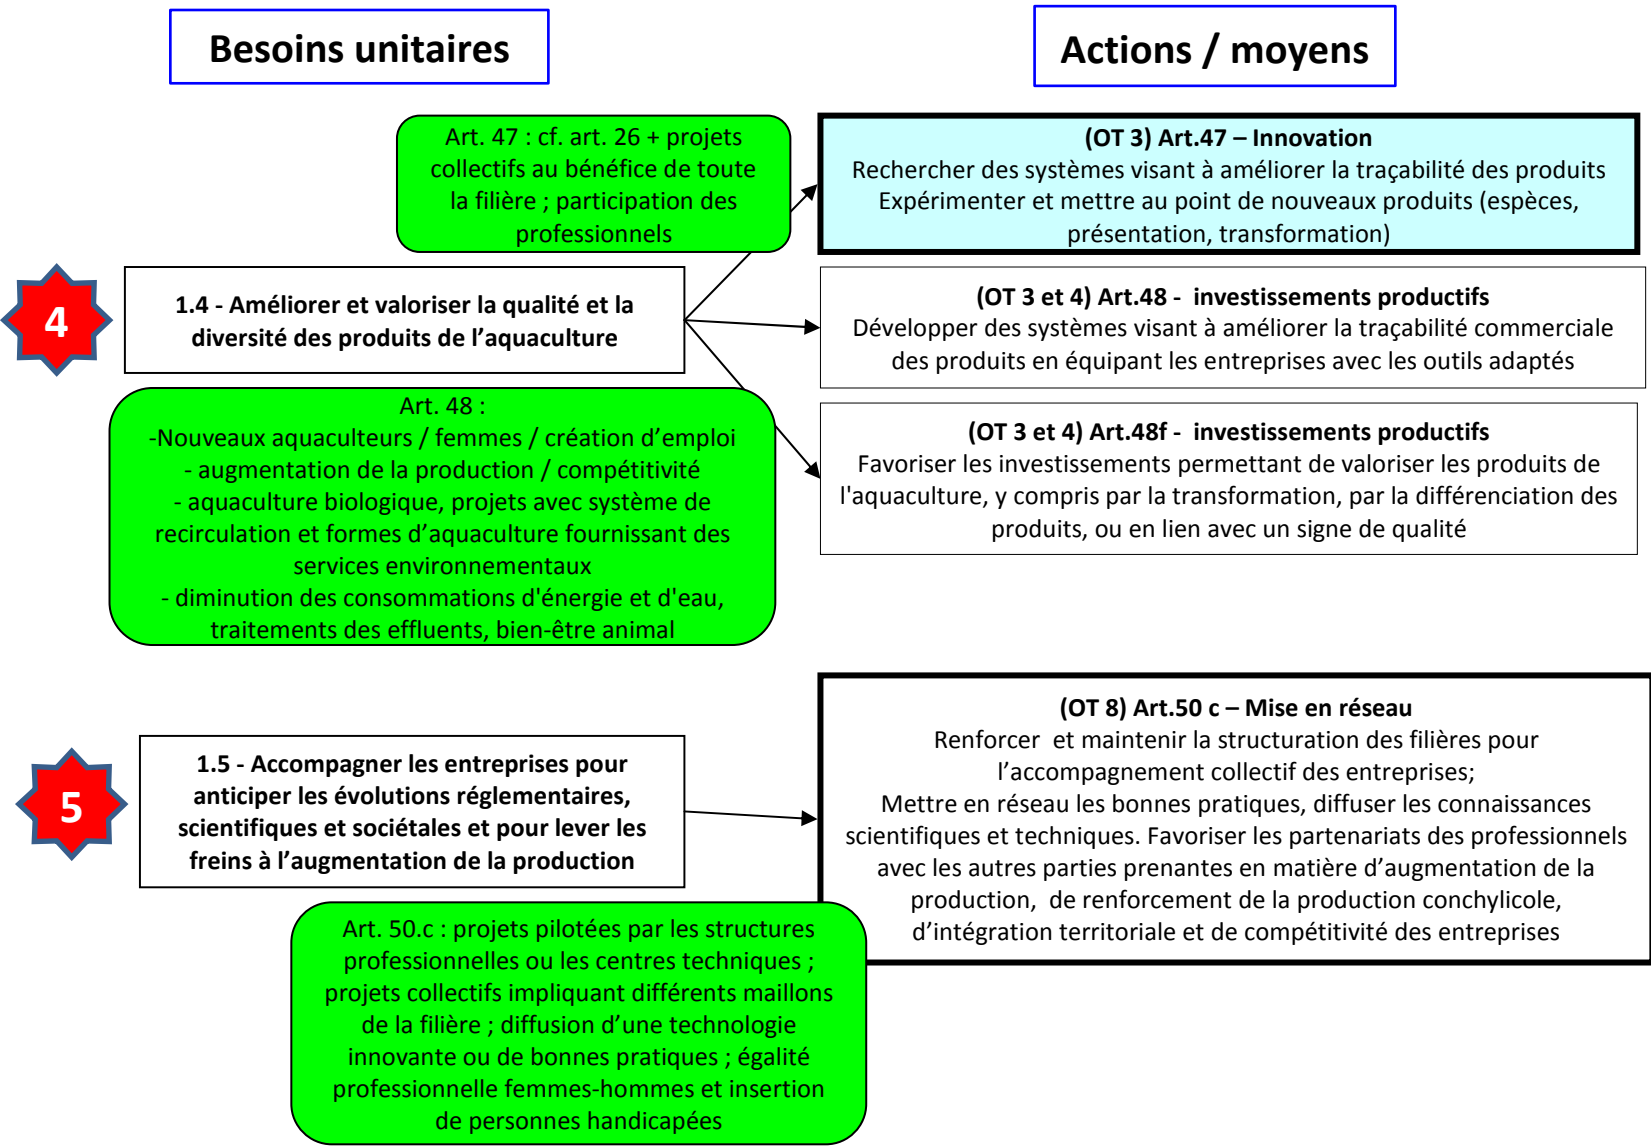 Besoins unitaires
Actions / moyens
Art. 47 : cf. art. 26 + projets
collectifs au bénéfice de toute
la filière ; participation des
professionnels
(OT 3) Art.47 – Innovation
Rechercher des systèmes visant à améliorer la traçabilité des produits
Expérimenter et mettre au point de nouveaux produits (espèces,
présentation, transformation)
4
1.4 - Améliorer et valoriser la qualité et la
diversité des produits de l’aquaculture
(OT 3 et 4) Art.48 - investissements productifs
Développer des systèmes visant à améliorer la traçabilité commerciale
des produits en équipant les entreprises avec les outils adaptés
Art. 48 :
-Nouveaux aquaculteurs / femmes / création d’emploi
- augmentation de la production / compétitivité
- aquaculture biologique, projets avec système de
recirculation et formes d’aquaculture fournissant des
services environnementaux
- diminution des consommations d'énergie et d'eau,
traitements des effluents, bien-être animal
(OT 3 et 4) Art.48f - investissements productifs
Favoriser les investissements permettant de valoriser les produits de
l'aquaculture, y compris par la transformation, par la différenciation des
produits, ou en lien avec un signe de qualité
5
1.5 - Accompagner les entreprises pour
anticiper les évolutions réglementaires,
scientifiques et sociétales et pour lever les
freins à l’augmentation de la production
(OT 8) Art.50 c – Mise en réseau
Renforcer et maintenir la structuration des filières pour
l’accompagnement collectif des entreprises;
Mettre en réseau les bonnes pratiques, diffuser les connaissances
scientifiques et techniques. Favoriser les partenariats des professionnels
avec les autres parties prenantes en matière d’augmentation de la
production, de renforcement de la production conchylicole,
d’intégration territoriale et de compétitivité des entreprises
Art. 50.c : projets pilotées par les structures
professionnelles ou les centres techniques ;
projets collectifs impliquant différents maillons
de la filière ; diffusion d’une technologie
innovante ou de bonnes pratiques ; égalité
professionnelle femmes-hommes et insertion
de personnes handicapées